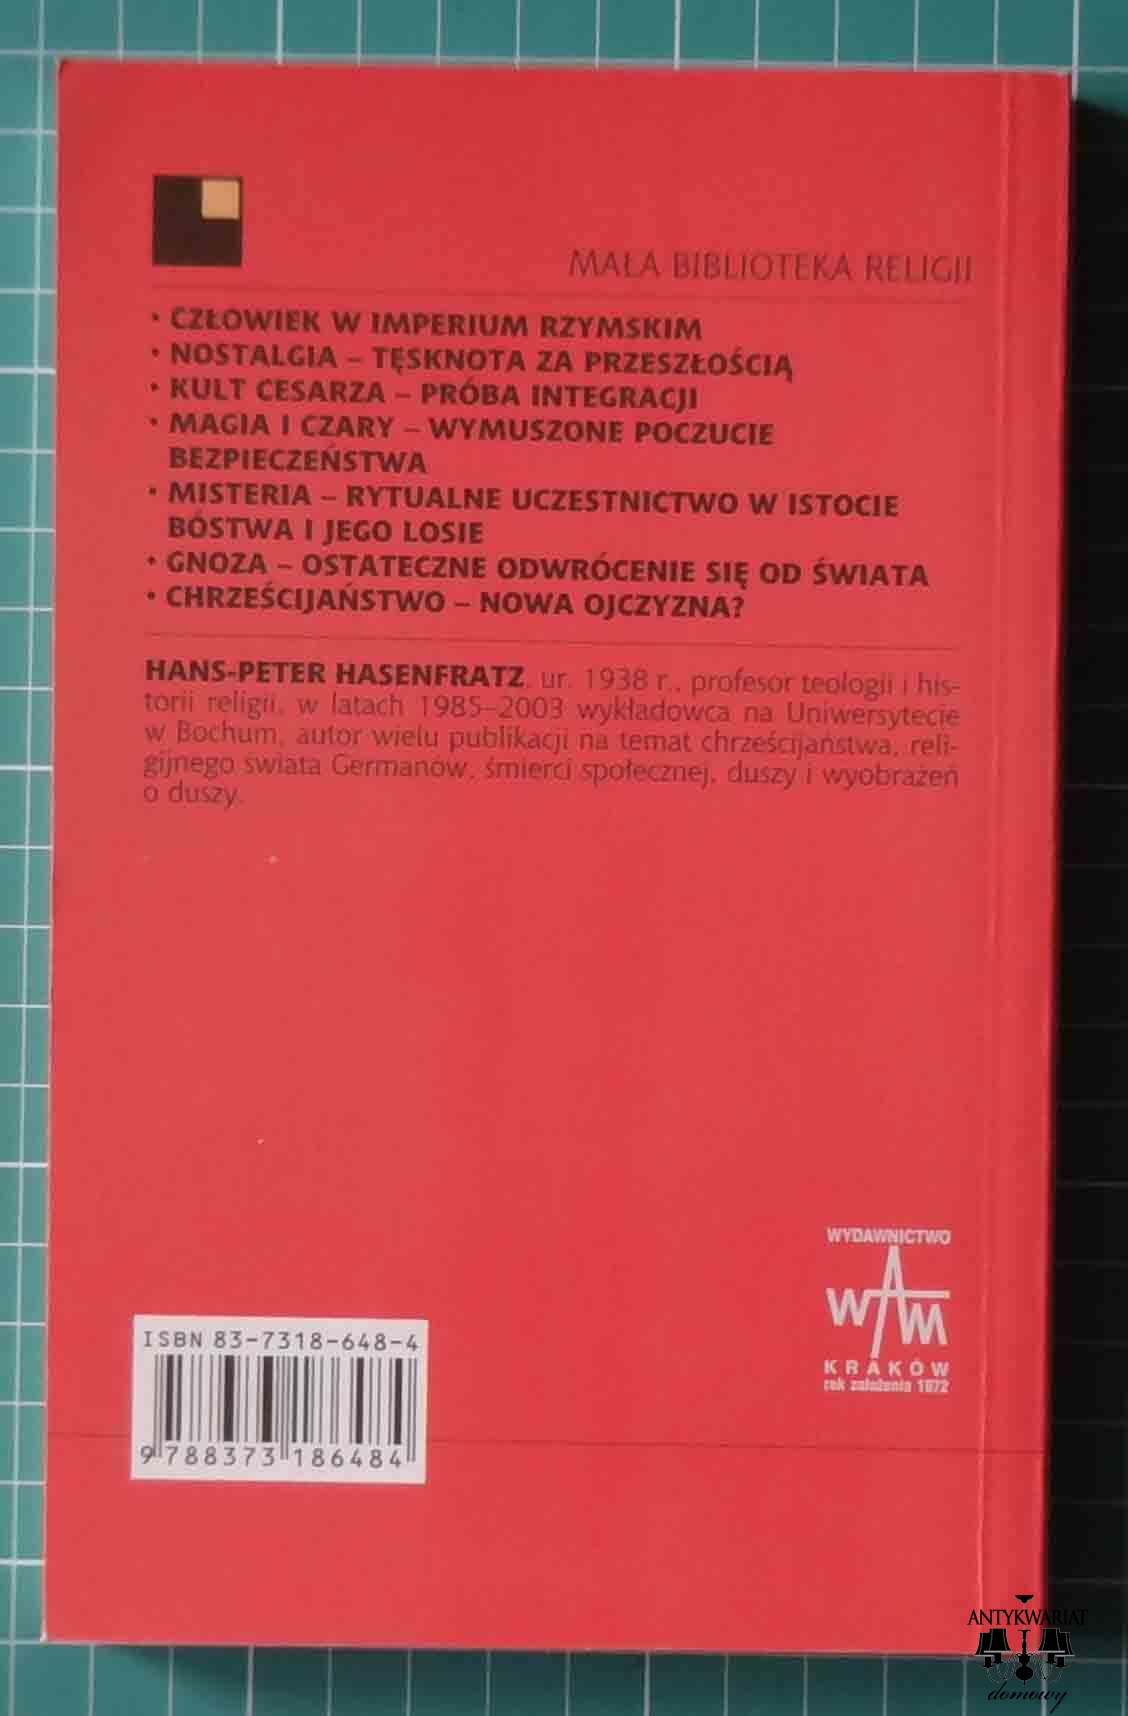 MAŁA BIBLIOTEKA RELIGII
• CZŁOWIEK W IMPERIUM RZYMSKIM
• NOSTALGIA – TĘSKNOTA ZA PRZESZŁOŚCIĄ
• KULT CESARZA – PRÓBA INTEGRACJI
• MAGIA I CZARY – WYMUSZONE POCZUCIE
BEZPIECZEŃSTWA
• MISTERIA – RYTUALNE UCZESTNICTWO W ISTOCIE
BÓSTWA I JEGO LOSIE
• GNOZA – OSTATECZNE ODWRÓCENIE SIĘ OD ŚWIATA
• CHRZEŚCIJAŃSTWO – NOWA OJCZYZNA?
HANS-PETER HASENFRATZ, ur. 1938 r., profesor teologii i his-
torii religii, w latach 1985–2003 wykładowca na Uniwersytecie
w Bochum, autor wielu publikacji na temat chrześcijaństwa, reli-
gijnego świata Germanów, śmierci społecznej, duszy i wyobrażeń
o duszy.
WYDAWNICTWO
WAM
KRAKÓW
rok założenia 1872
ISBN 83-7318-648-4
9 788373 186484
ANTYKWARIAT
domowy